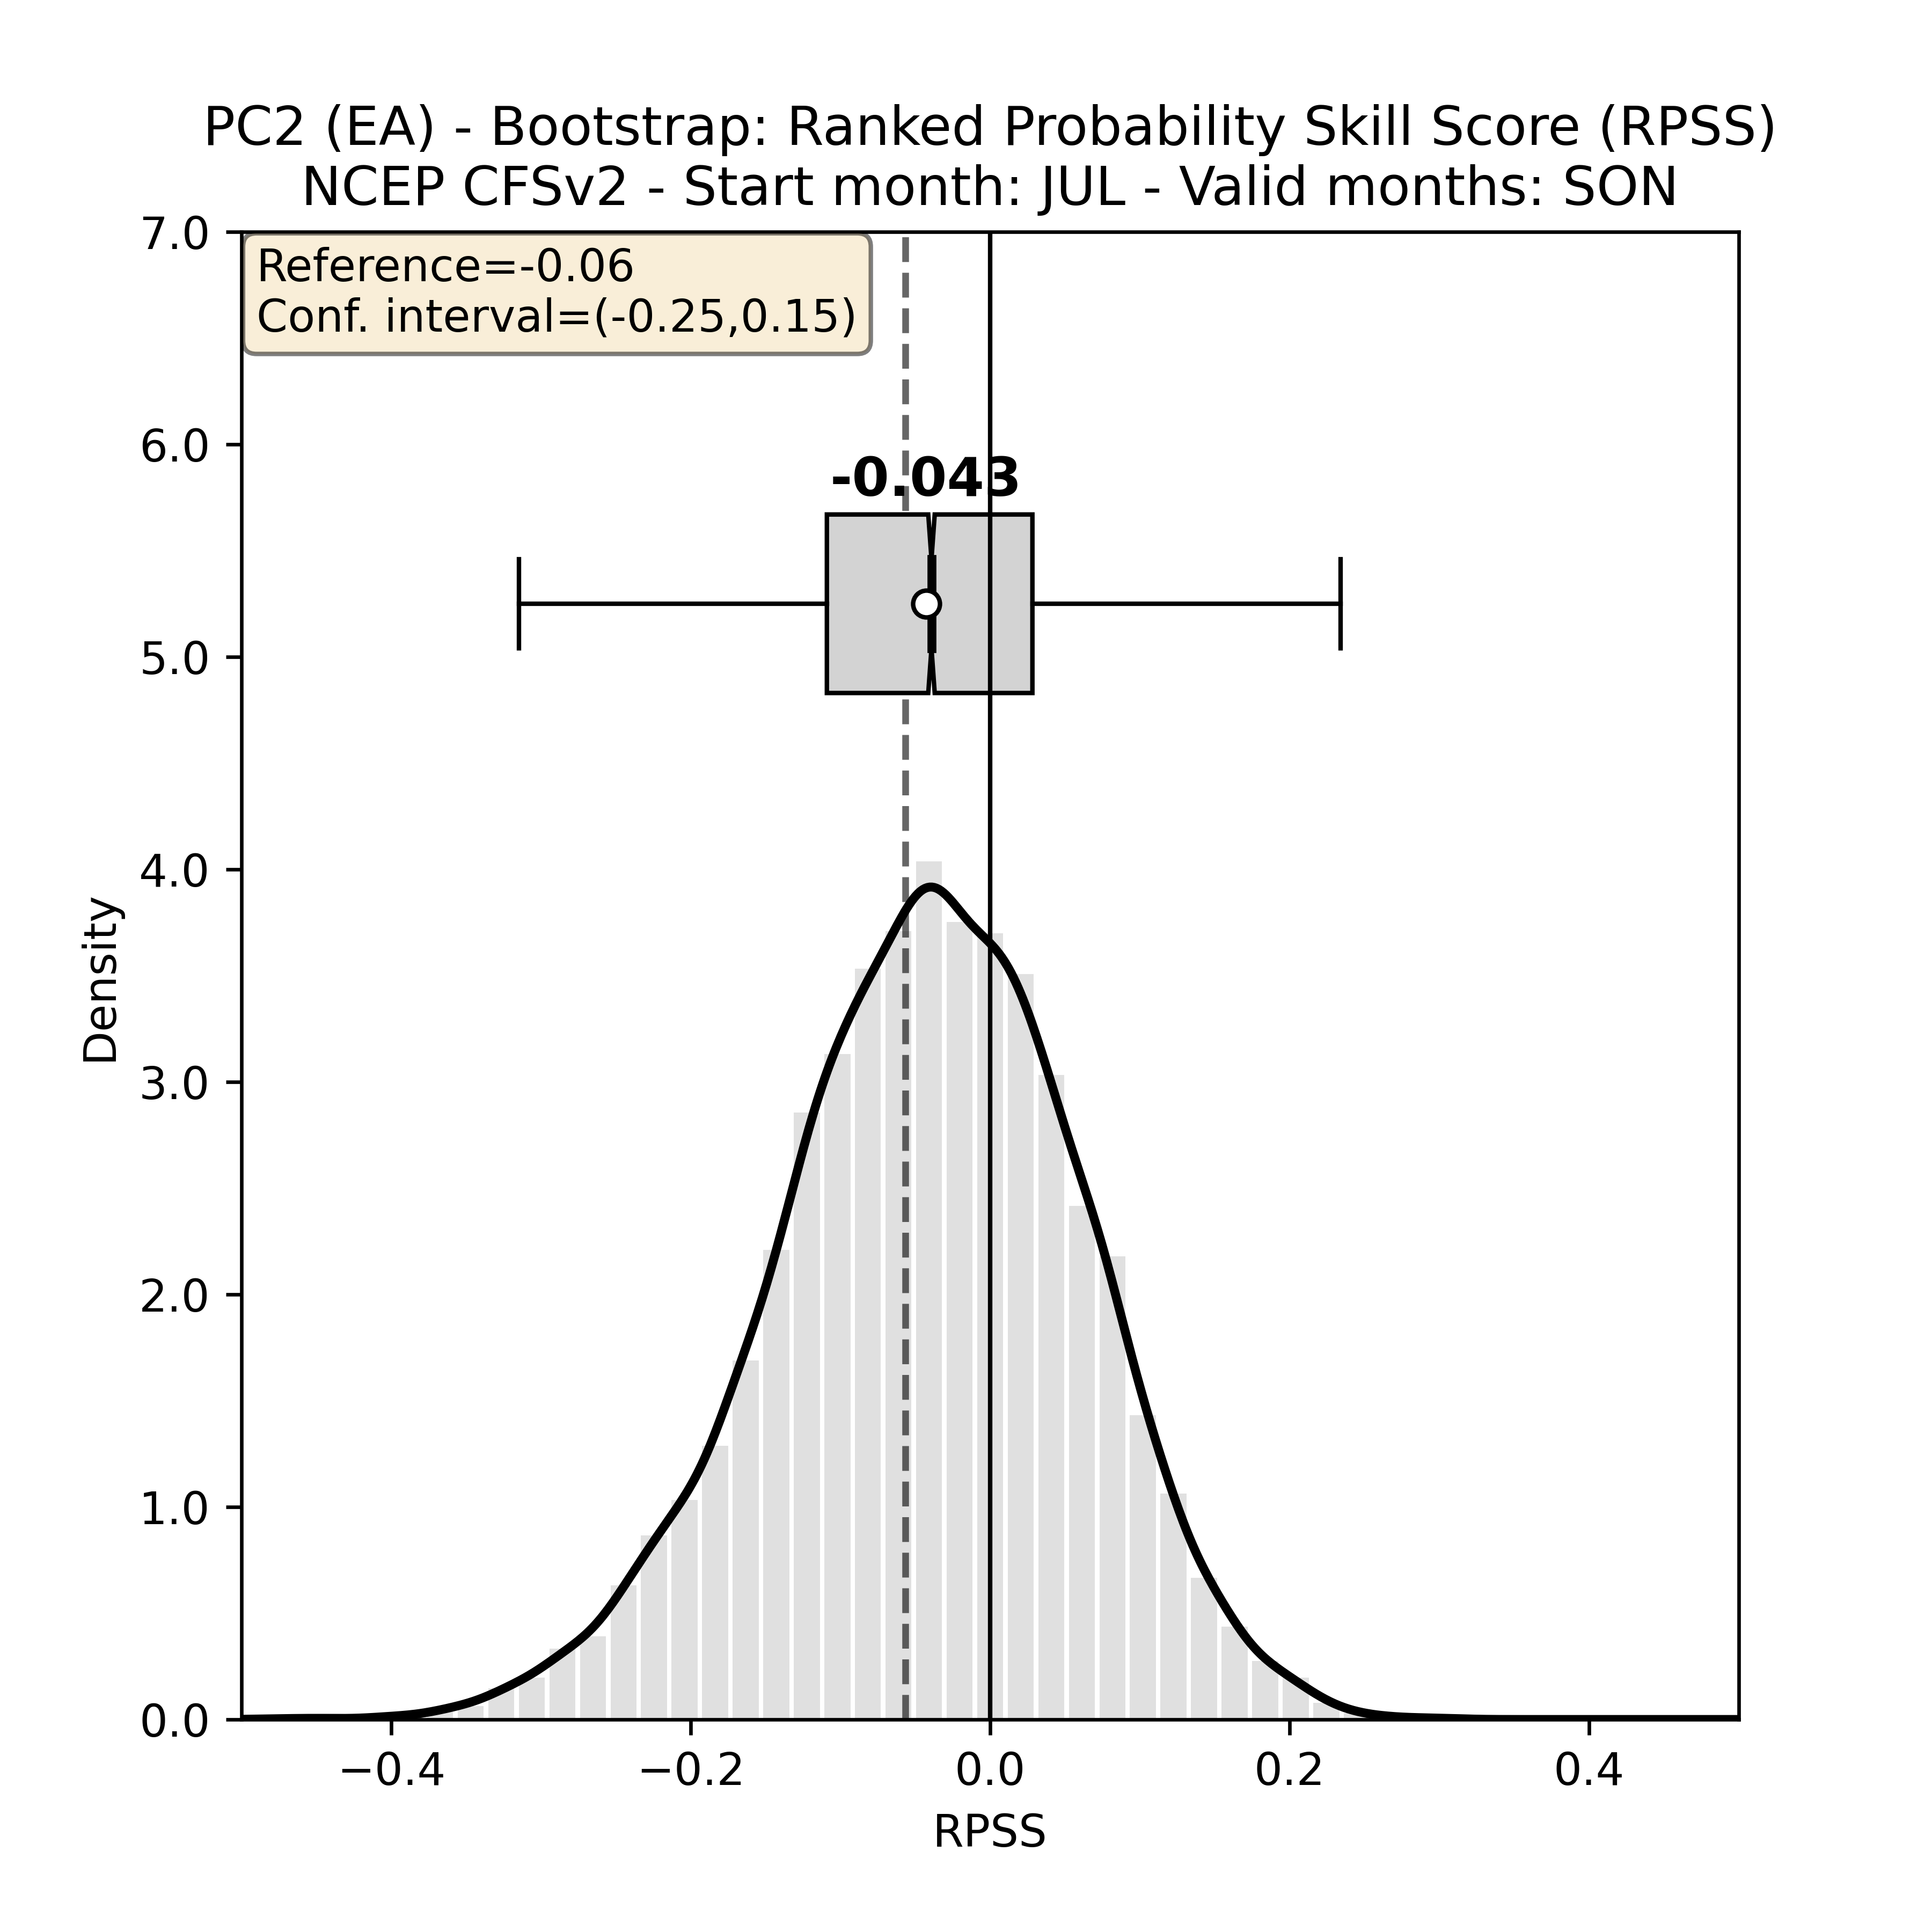 PC2 (EA) - Bootstrap: Ranked Probability Skill Score (RPSS)
NCEP CFSv2 - Start month: JUL - Valid months: SON
Reference=-0.06
Conf. interval=(-0.25,0.15)
-0.043
7.0
6.0
5.0
4.0
3.0
2.0
1.0
0.0
Density
−0.4
−0.2
0.0
0.2
0.4
RPSS